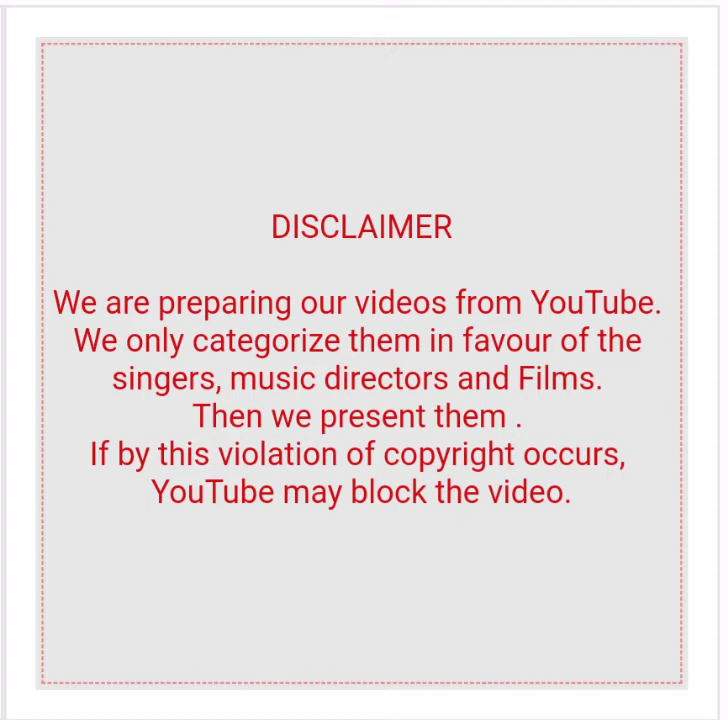 DISCLAIMER
We are preparing our videos from YouTube.
We only categorize them in favour of the
singers, music directors and Films.
Then we present them .
If by this violation of copyright occurs,
YouTube may block the video.